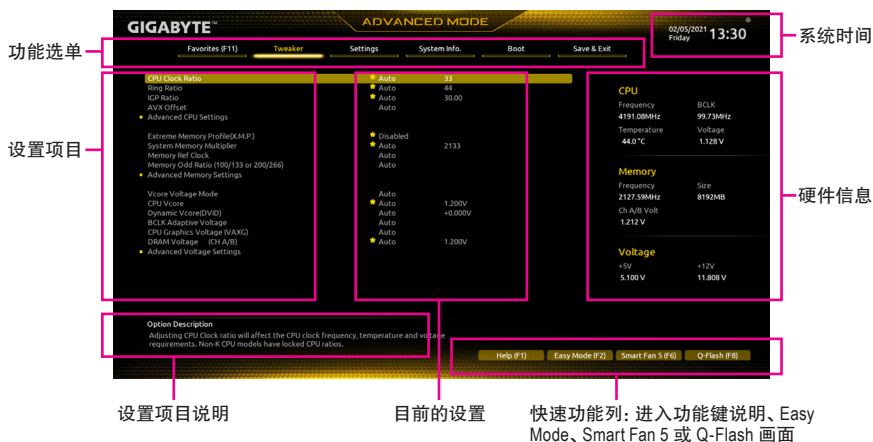 GIGABYTE™
ADVANCED MODE
02/05/2021
Friday
13:30
系统时间
功能选单
Favorites (F11) Tweaker Settings System Info. Boot Save & Exit
设置项目
CPU Clock Ratio Auto 33
Ring Ratio Auto 44
IGP Ratio Auto 30.00
AVX Offset Auto
Advanced CPU Settings
Extreme Memory Profile(X.M.P.) Disabled
System Memory Multiplier Auto 2133
Memory Ref Clock Auto
Memory Odd Ratio (100/133 or 200/266) Auto
Advanced Memory Settings
Vcore Voltage Mode Auto
CPU Vcore Auto 1.200V
Dynamic Vcore(DVID) Auto +0.000V
BCLK Adaptive Voltage Auto
CPU Graphics Voltage (VAXG) Auto
DRAM Voltage (CH A/B) Auto 1.200V
Advanced Voltage Settings
CPU
Frequency BCLK
4191.08MHz 99.73MHz
Temperature Voltage
44.0 °C 1.128 V
Memory
Frequency Size
2127.59MHz 8192MB
Ch A/B Volt
1.212 V
Voltage
+5V +12V
5.100 V 11.808 V
硬件信息
Option Description
Adjusting CPU Clock ratio will affect the CPU clock frequency, temperature and voltage
requirements. Non-K CPU models have locked CPU ratios.
Help (F1) Easy Mode (F2) Smart Fan 5 (F6) Q-Flash (F8)
设置项目说明
目前的设置
快速功能列: 进入功能键说明、Easy
Mode、Smart Fan 5 或 Q-Flash 画面